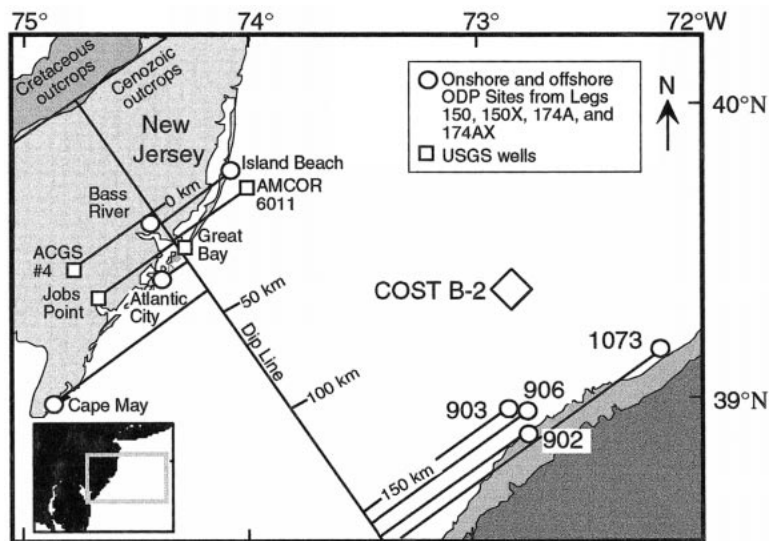 75°
74°
73°
72°W
Cretaceous
outcrops
Cenozoic
outcrops
New
Jersey
Onshore and offshore
ODP Sites from Legs
150, 150X, 174A, and
174AX
USGS wells
N
40°N
Island Beach
AMCOR
6011
0 km
Bass
River
Great
Bay
ACGS
#4
Jobs
Point
Atlantic
City
COST B-2
50 km
Dip Line
1073
100 km
Cape May
903
906
902
39°N
150 km